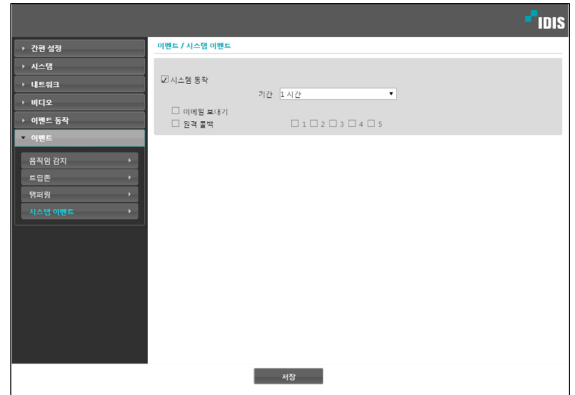 IDIS
간편 설정
시스템
네트워크
비디오
이벤트 동작
이벤트
움직임 감지
트립존
탬퍼링
시스템 이벤트
이벤트 / 시스템 이벤트
시스템 동작
기간 1 시간
이메일 보내기
원격 콜백 1 2 3 4 5
저장